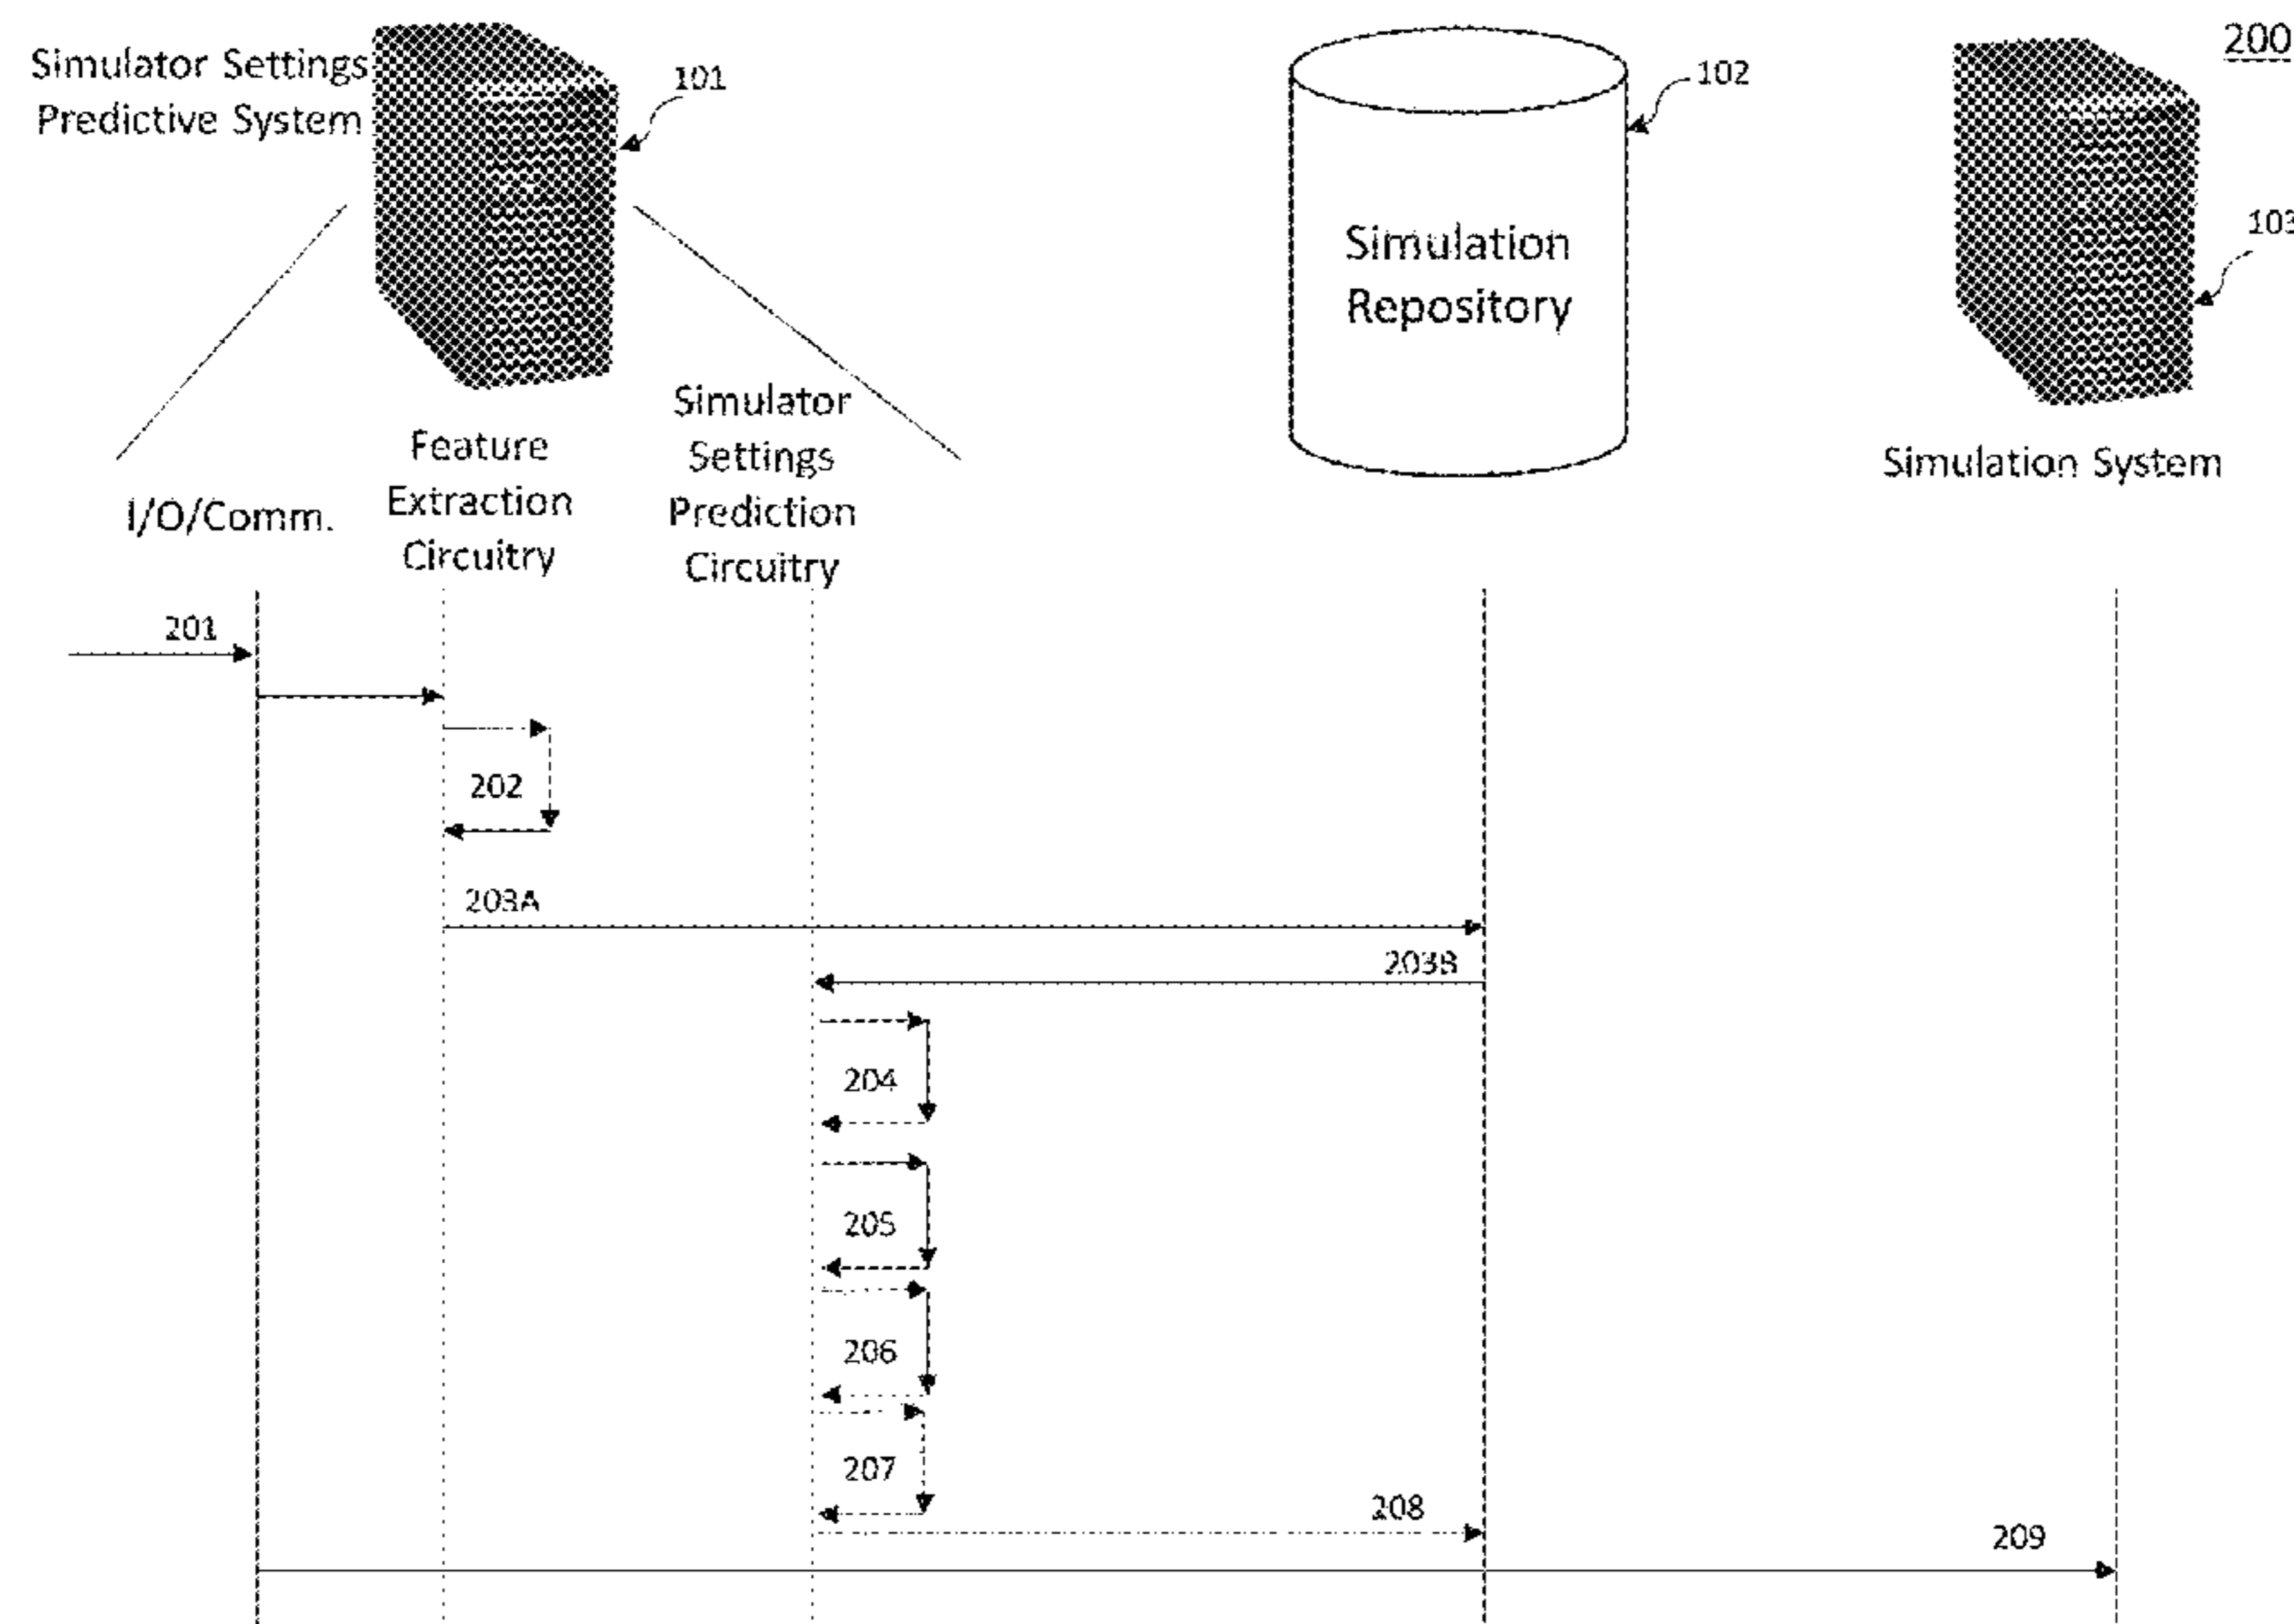 200
Simulator Settings
Predictive System
101
102
103
Simulation
Repository
Simulation System
I/O/Comm.
Feature
Extraction
Circuitry
Simulator
Settings
Prediction
Circuitry
201
202
203A
203B
204
205
206
207
208
209